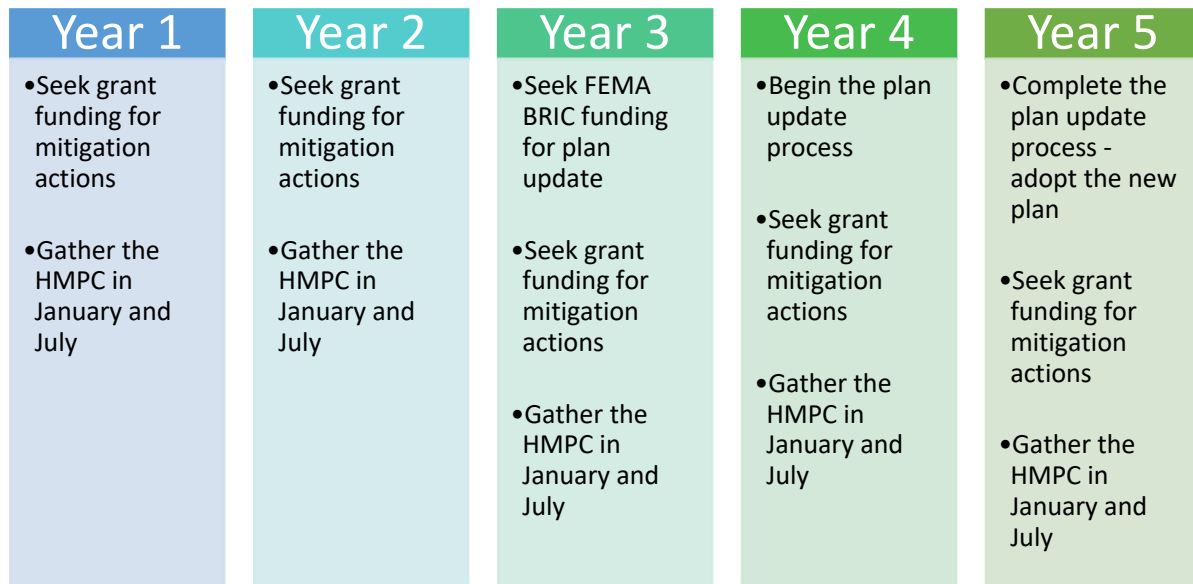 Year 1
•Seek grant
funding for
mitigation
actions
•Gather the
HMPC in
January and
July
Year 2
•Seek grant
funding for
mitigation
actions
•Gather the
HMPC in
January and
July
Year 3
•Seek FEMA
BRIC funding
for plan
update
•Seek grant
funding for
mitigation
actions
•Gather the
HMPC in
January and
July
Year 4
•Begin the plan
update
process
•Seek grant
funding for
mitigation
actions
•Gather the
HMPC in
January and
July
Year 5
•Complete the
plan update
process -
adopt the new
plan
•Seek grant
funding for
mitigation
actions
•Gather the
HMPC in
January and
July